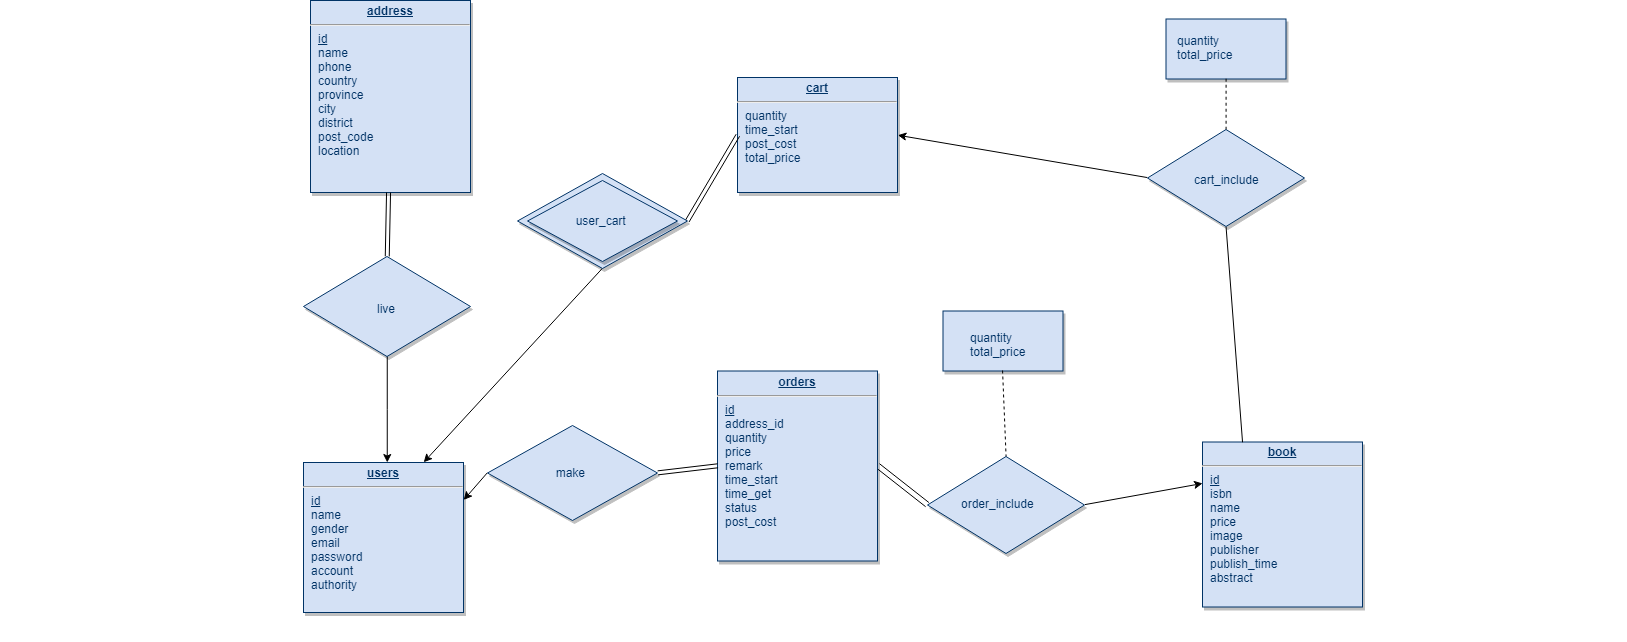 address
id
name
phone
country
province
city
district
post_code
location
quantity
total_price
cart
quantity
time_start
post_cost
total_price
cart_include
user_cart
live
quantity
total_price
orders
id
address_id
quantity
price
remark
time_start
time_get
status
post_cost
make
order_include
users
id
name
gender
email
password
account
authority
book
id
isbn
name
price
image
publisher
publish_time
abstract